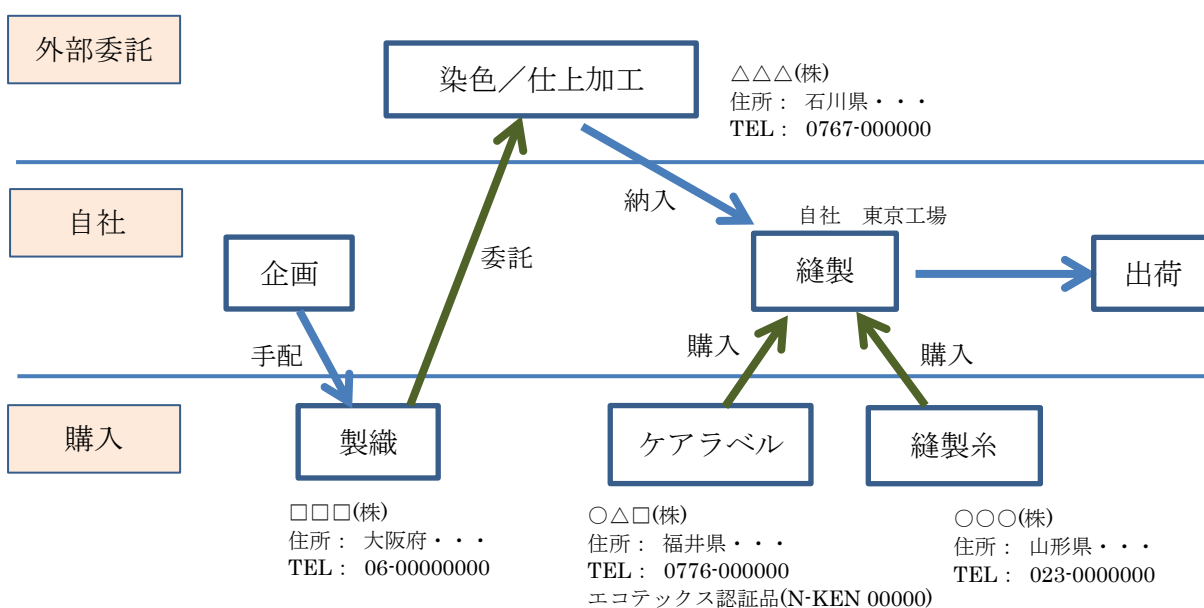 外部委託
染色／仕上加工
△△△(株)
住所： 石川県・・・
TEL： 0767-000000
自社
納入
自社　東京工場
企画
委託
縫製
出荷
手配
購入
購入
購入
製織
ケアラベル
縫製糸
□□□(株)
住所： 大阪府・・・
TEL： 06-00000000
○△□(株)
住所： 福井県・・・
TEL： 0776-000000
エコテックス認証品(N-KEN 00000)
○○○(株)
住所： 山形県・・・
TEL： 023-0000000